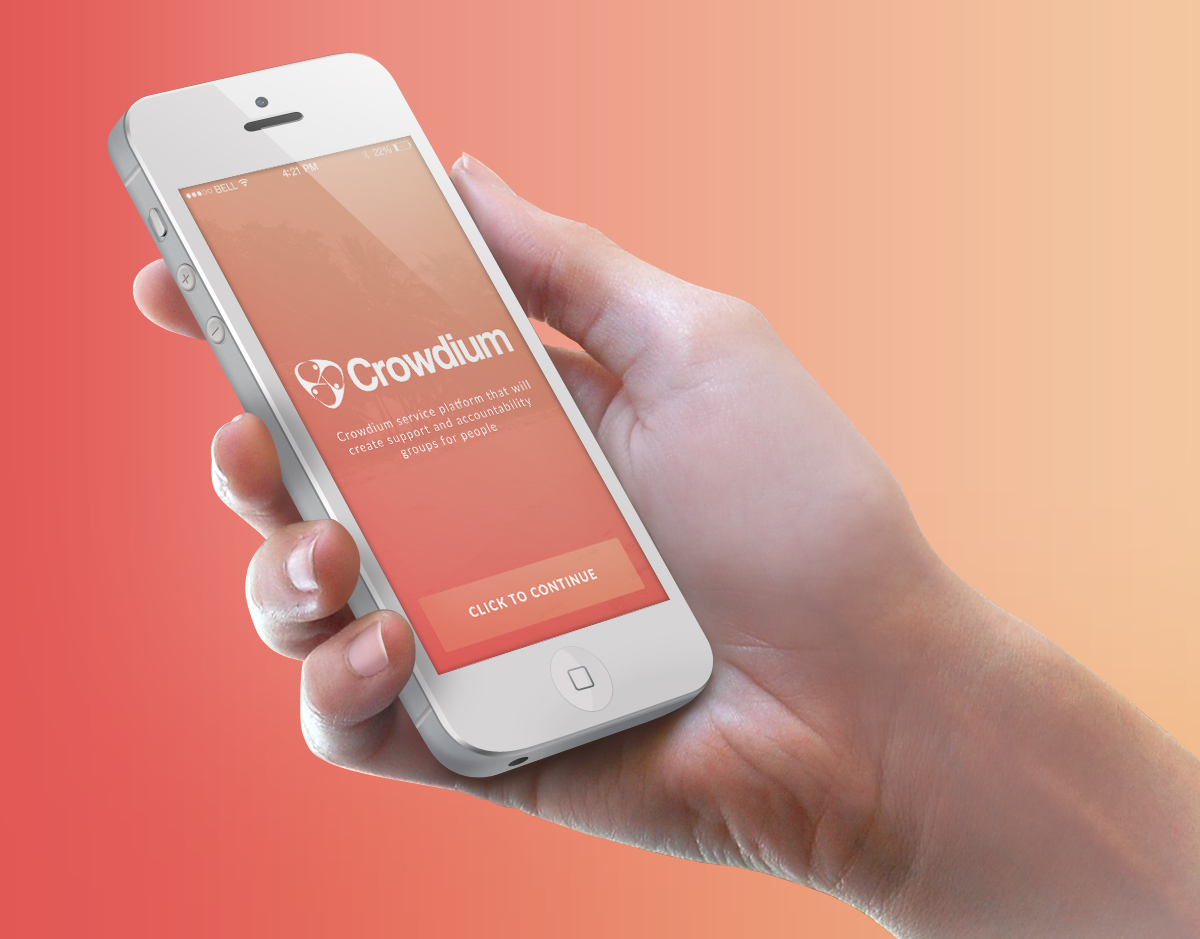 BELL 4:21 PM 22%
Crowdium
Crowdium service platform that will
create support and accountability
groups for people
CLICK TO CONTINUE